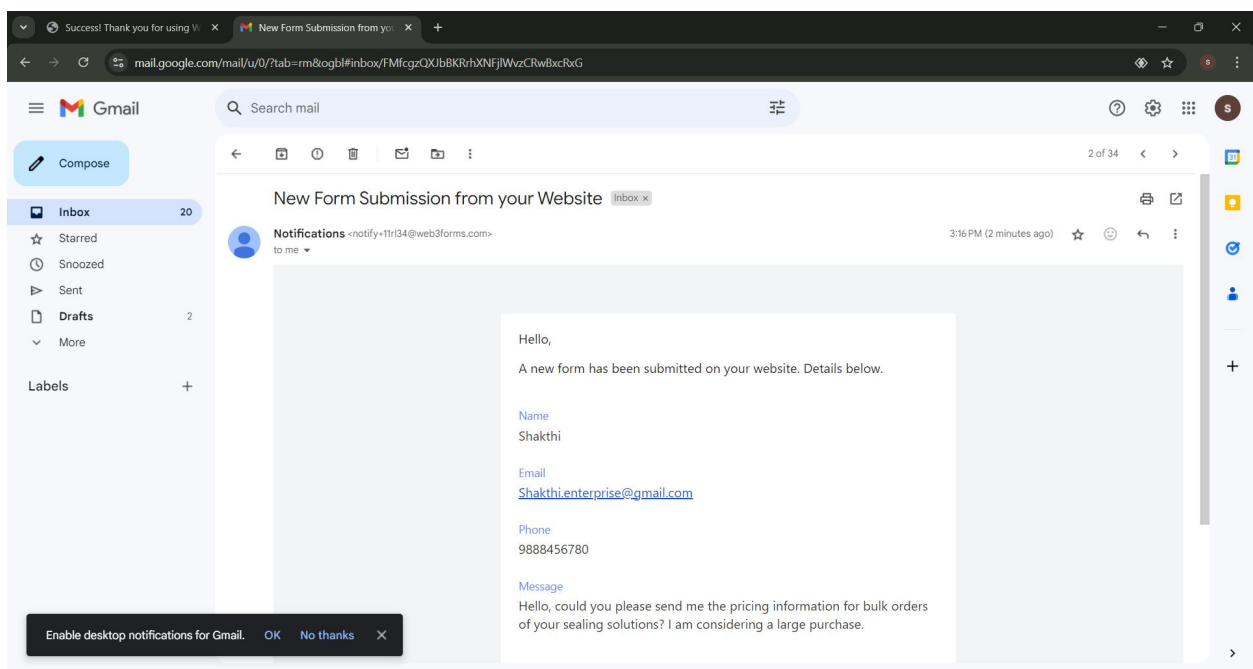 Success! Thank you for using W
New Form Submission from you
mail.google.com/mail/u/0/?tab=rm&ogbl#inbox/FMfcgzQXJbBKRrhXNFjlWvzCRwBxcRxG
Gmail
Search mail
s
Compose
2 of 34
31
New Form Submission from your Website Inbox x
Inbox 20
Notifications <notify+11rl34@web3forms.com> 3:16 PM (2 minutes ago)
to me
Starred
Snoozed
Sent
Drafts 2
More
Labels +
Hello,
A new form has been submitted on your website. Details below.
Name
Shakthi
Email
Shakthi.enterprise@gmail.com
Phone
9888456780
Message
Hello, could you please send me the pricing information for bulk orders
of your sealing solutions? I am considering a large purchase.
Enable desktop notifications for Gmail. OK No thanks